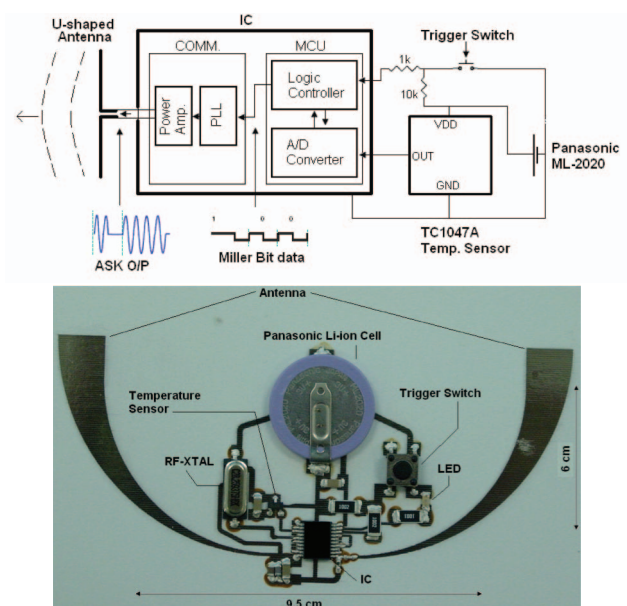 IC
U-shaped
Antenna
COMM.
MCU
Trigger Switch
1k
Logic
Controller
10k
Power
Amp.
PLL
VDD
A/D
Converter
OUT
Panasonic
ML-2020
GND
1 0 0
TC1047A
Temp. Sensor
ASK O/P
Miller Bit data
Antenna
Panasonic Li-ion Cell
Temperature
Sensor
Trigger Switch
RF-XTAL
LED
6 cm
IC
9.5 cm